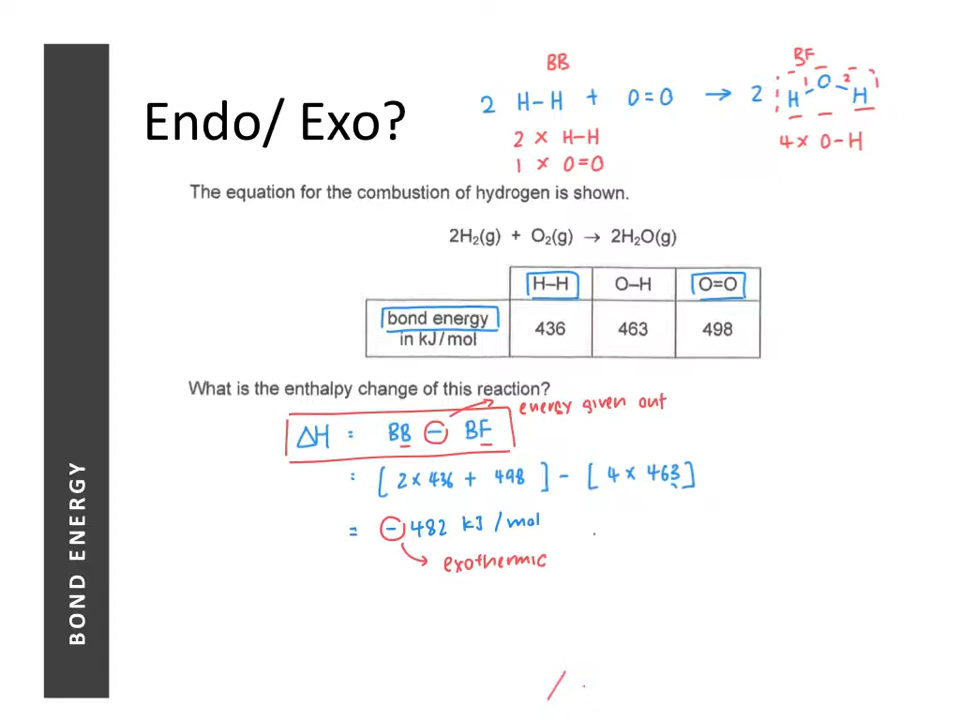 BB
BF
2 H–H + O=O → 2 H O H
1 2
Endo/ Exo?
2 × H–H
4× O–H
1 × O=O
The equation for the combustion of hydrogen is shown.
2H₂(g) + O₂(g) → 2H₂O(g)
H–H O–H O=O
bond energy
in kJ/mol
436 463 498
What is the enthalpy change of this reaction?
energy given out
ΔH = BB − BF
= [ 2 × 436 + 498 ] − [ 4 × 463 ]
= −482 kJ/mol
exothermic
BOND ENERGY